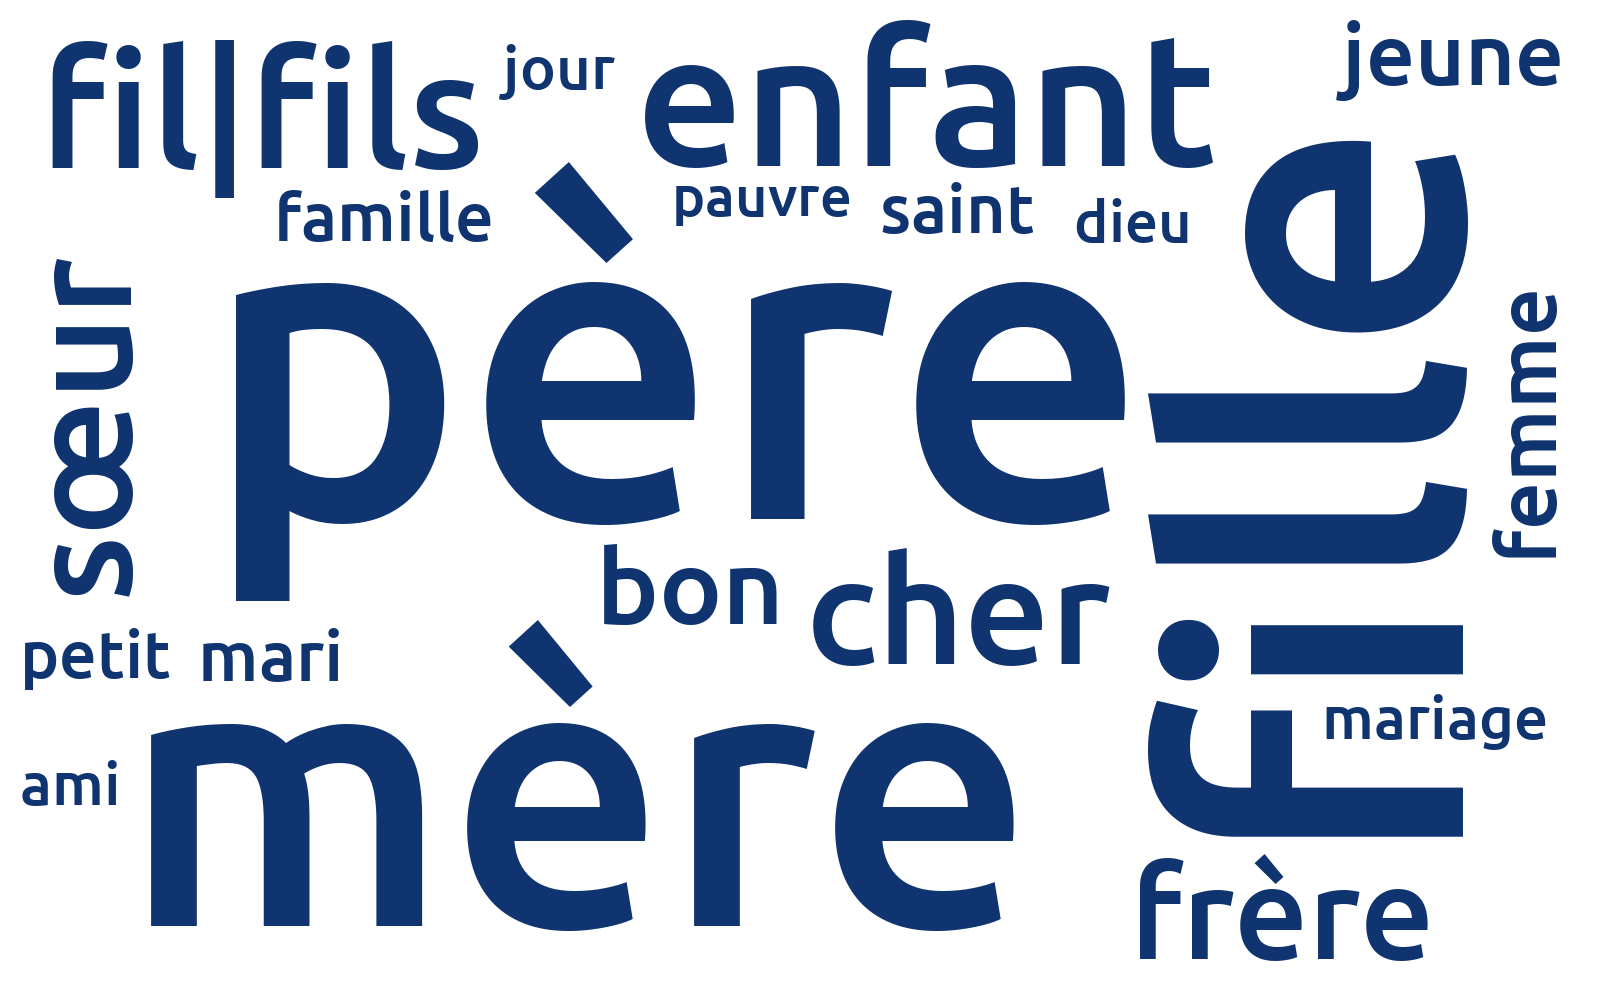 fil|fils
jour
enfant
jeune
famille
pauvre
saint
dieu
père
fille
sœur
femme
bon
cher
petit
mari
mariage
ami
mère
frère